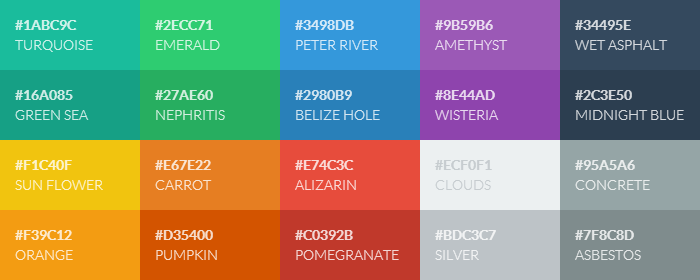 #1ABC9C
TURQUOISE
#2ECC71
EMERALD
#3498DB
PETER RIVER
#9B59B6
AMETHYST
#34495E
WET ASPHALT
#16A085
GREEN SEA
#27AE60
NEPHRITIS
#2980B9
BELIZE HOLE
#8E44AD
WISTERIA
#2C3E50
MIDNIGHT BLUE
#F1C40F
SUN FLOWER
#E67E22
CARROT
#E74C3C
ALIZARIN
#ECF0F1
CLOUDS
#95A5A6
CONCRETE
#F39C12
ORANGE
#D35400
PUMPKIN
#C0392B
POMEGRANATE
#BDC3C7
SILVER
#7F8C8D
ASBESTOS